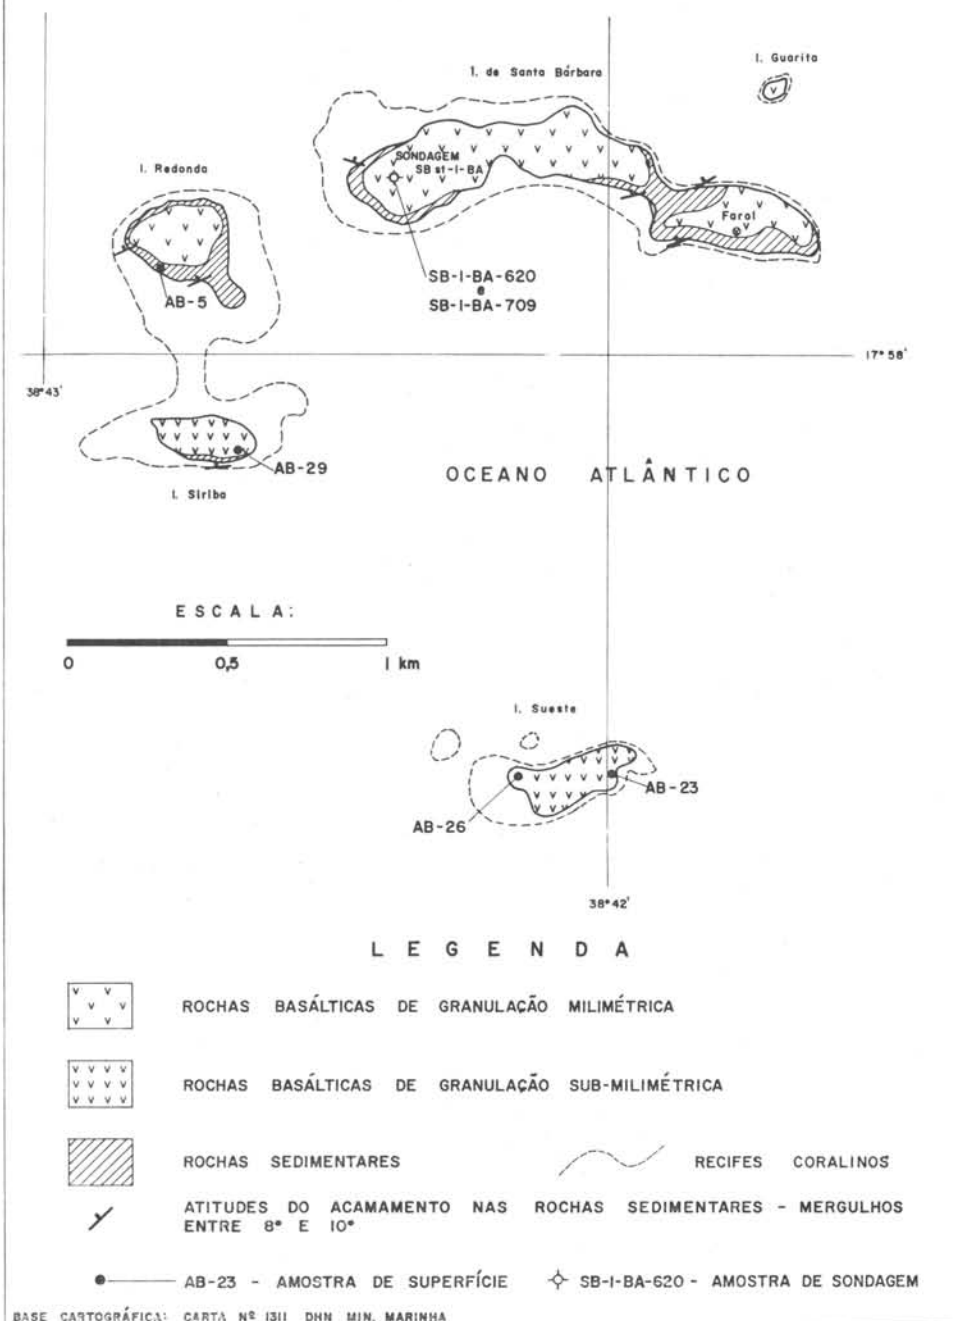 I. Guarita
I. de Santa Bárbara
SONDAGEM
SB st-I-BA
I. Redonda
Farol
SB-I-BA-620
e
SB-I-BA-709
AB-5
17° 58'
38° 43'
AB-29
OCEANO ATLÂNTICO
I. Siriba
ESCALA:
0 0,5 1 km
I. Sueste
AB-23
AB-26
38° 42'
LEGENDA
ROCHAS BASÁLTICAS DE GRANULAÇÃO MILIMÉTRICA
ROCHAS BASÁLTICAS DE GRANULAÇÃO SUB-MILIMÉTRICA
ROCHAS SEDIMENTARES
RECIFES CORALINOS
ATITUDES DO ACAMAMENTO NAS ROCHAS SEDIMENTARES - MERGULHOS
ENTRE 8° E 10°
AB-23 - AMOSTRA DE SUPERFÍCIE
SB-I-BA-620 - AMOSTRA DE SONDAGEM
BASE CARTOGRÁFICA: CARTA Nº 1311 DHN MIN. MARINHA